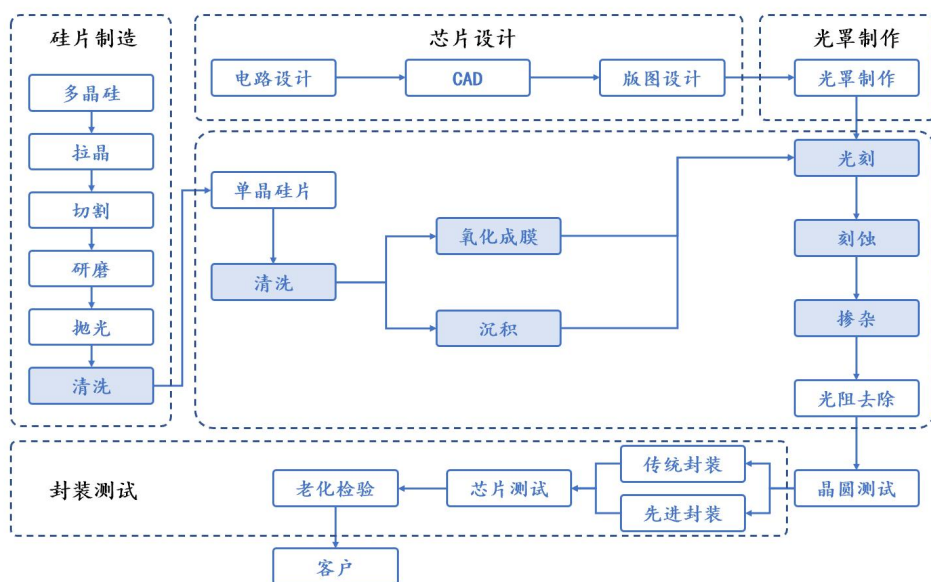 硅片制造
多晶硅
拉晶
切割
研磨
抛光
清洗
芯片设计
电路设计
CAD
版图设计
光罩制作
光罩制作
单晶硅片
清洗
氧化成膜
沉积
光刻
刻蚀
掺杂
光阻去除
封装测试
晶圆测试
传统封装
先进封装
芯片测试
老化检验
客户